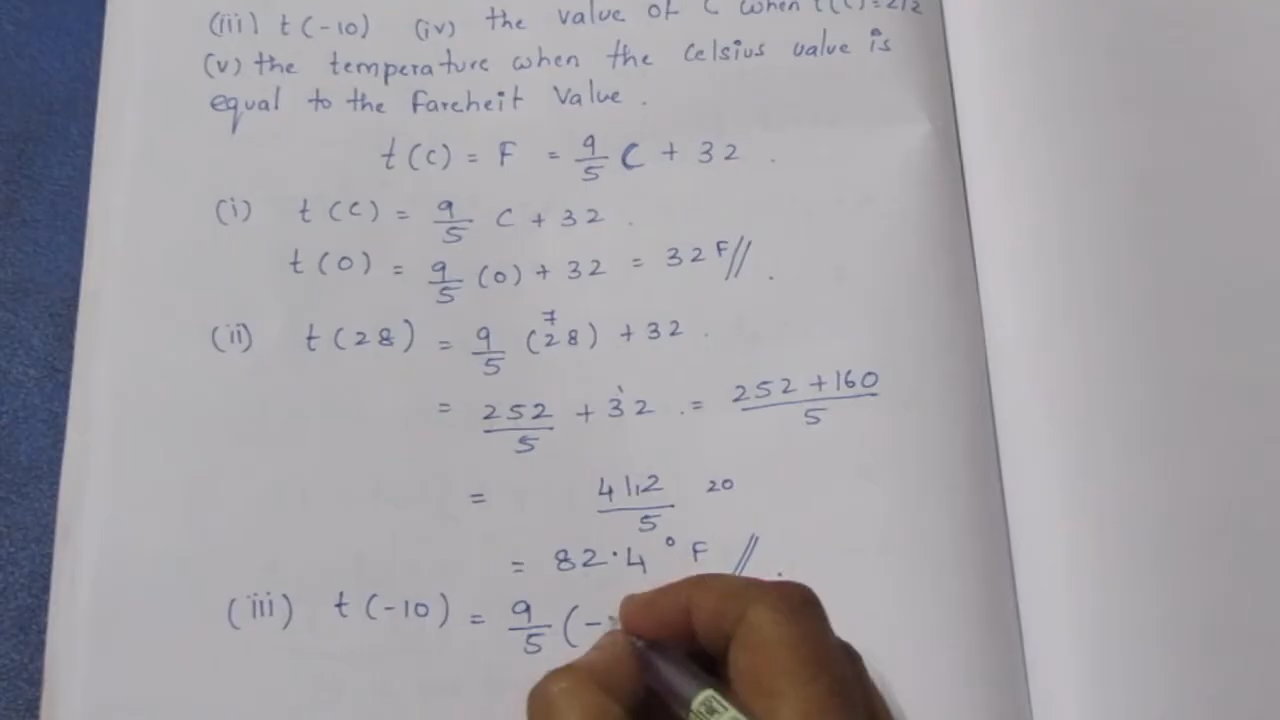 (iii) t(-10) (iv) the value of C when t(C)=212
(v) the temperature when the Celsius value is
equal to the Farcheit Value.
t(C) = F = 9/5 C + 32.
(i) t(C) = 9/5 C + 32.
t(0) = 9/5 (0) + 32 = 32 F//.
(ii) t(28) = 9/5 (28) + 32.
7
= 252/5 + 32 . = 252+160/5
= 412/5 20
= 82.4° F //.
(iii) t(-10) = 9/5 (-